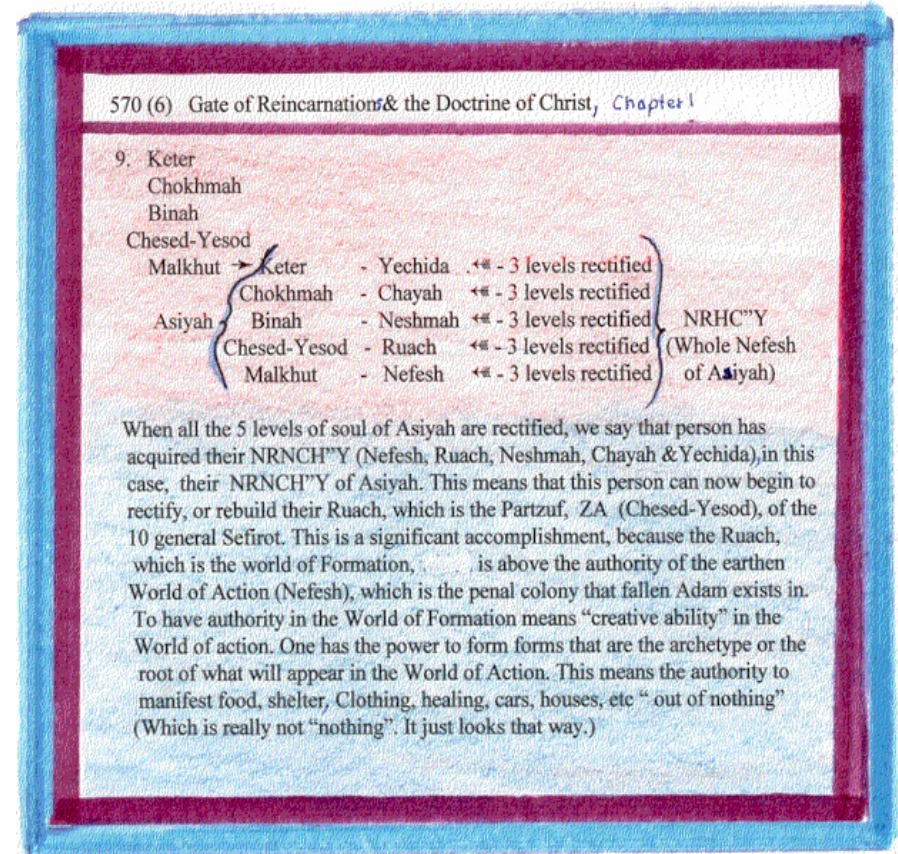 570 (6) Gate of Reincarnations & the Doctrine of Christ, Chapter 1
9. Keter
Chokhmah
Binah
Chesed-Yesod
Malkhut → Keter - Yechida - 3 levels rectified
Chokhmah - Chayah - 3 levels rectified
Asiyah Binah - Neshmah - 3 levels rectified NRHC”Y
Chesed-Yesod - Ruach - 3 levels rectified (Whole Nefesh
Malkhut - Nefesh - 3 levels rectified of Asiyah)
When all the 5 levels of soul of Asiyah are rectified, we say that person has
acquired their NRNCH”Y (Nefesh, Ruach, Neshmah, Chayah &Yechida), in this
case, their NRNCH”Y of Asiyah. This means that this person can now begin to
rectify, or rebuild their Ruach, which is the Partzuf, ZA (Chesed-Yesod), of the
10 general Sefirot. This is a significant accomplishment, because the Ruach,
which is the world of Formation, is above the authority of the earthen
World of Action (Nefesh), which is the penal colony that fallen Adam exists in.
To have authority in the World of Formation means “creative ability” in the
World of action. One has the power to form forms that are the archetype or the
root of what will appear in the World of Action. This means the authority to
manifest food, shelter, Clothing, healing, cars, houses, etc “ out of nothing”
(Which is really not “nothing”. It just looks that way.)